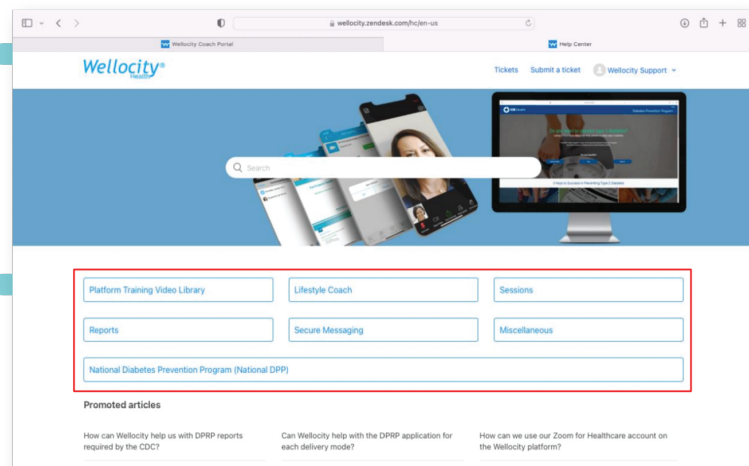 wellocity.zendesk.com/hc/en-us
Wellocity Coach Portal
Help Center
Wellocity®
Health
Tickets Submit a ticket Wellocity Support
Search
Diabetes Prevention Program
Platform Training Video Library
Lifestyle Coach
Sessions
Reports
Secure Messaging
Miscellaneous
National Diabetes Prevention Program (National DPP)
Promoted articles
How can Wellocity help us with DPRP reports
required by the CDC?
Can Wellocity help with the DPRP application for
each delivery mode?
How can we use our Zoom for Healthcare account on
the Wellocity platform?